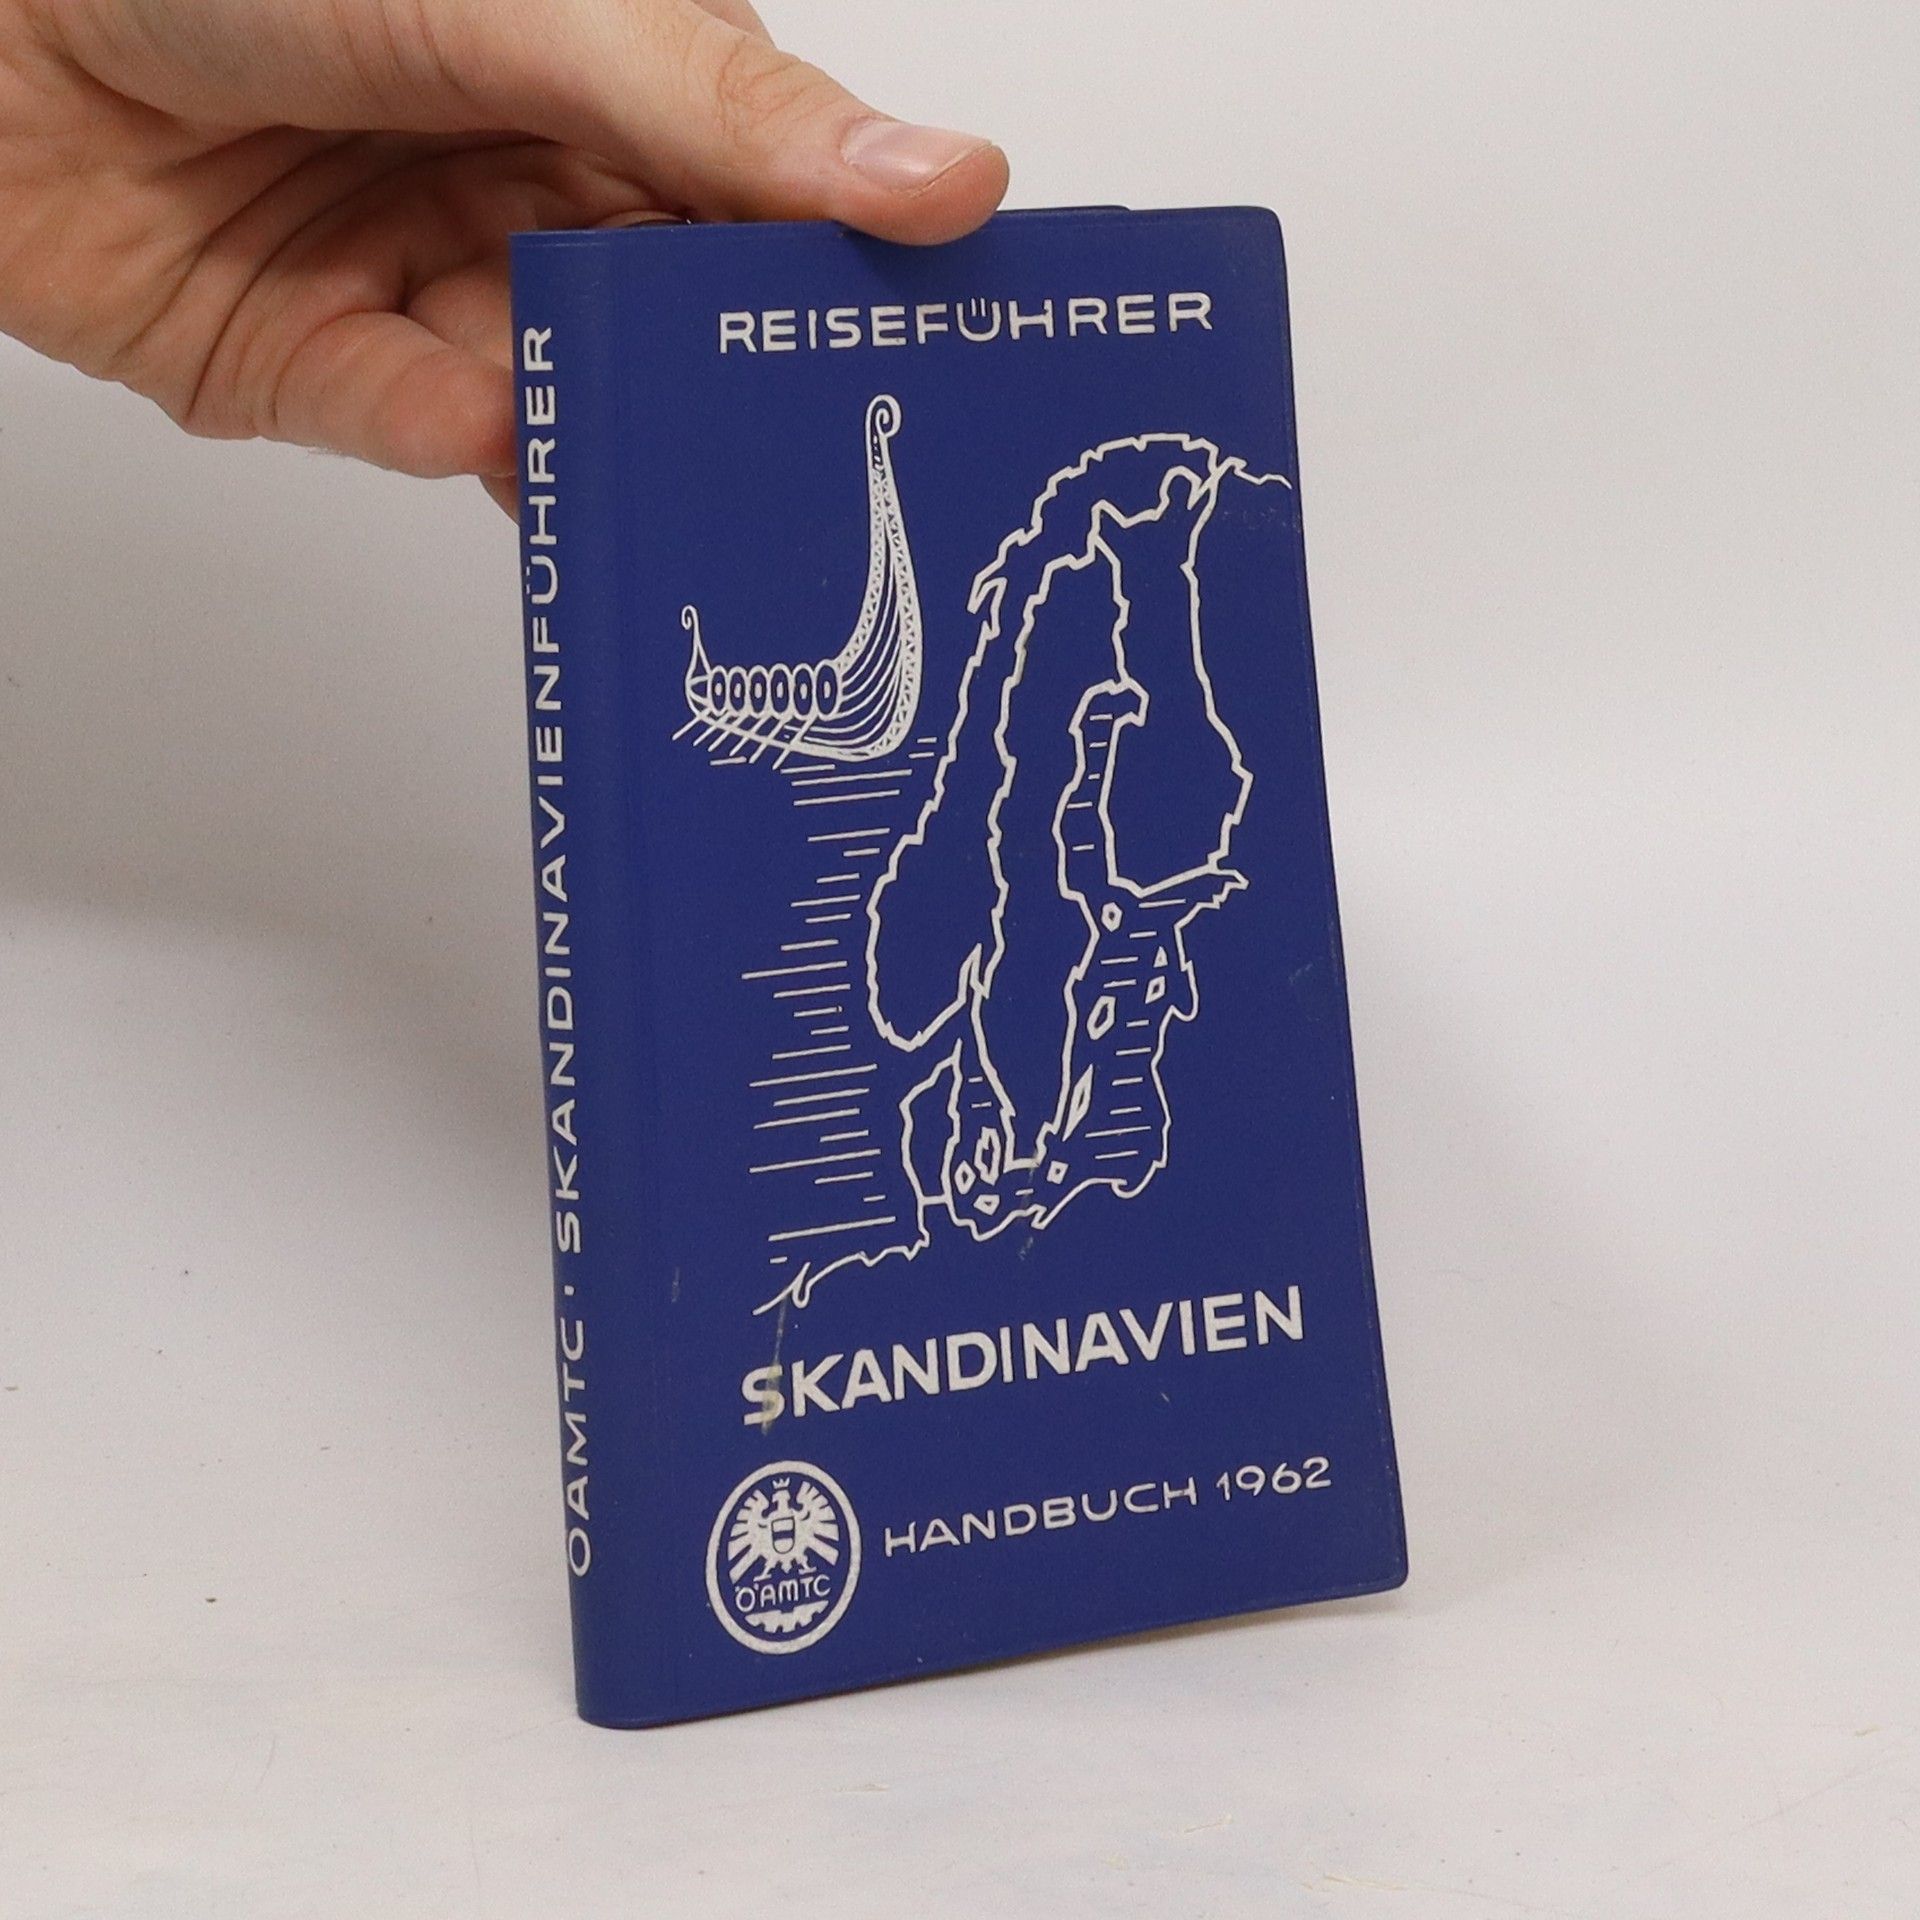 REISEFÜHRER
SKANDINAVIEN
HANDBUCH 1962
ÖAMTC
ÖAMTC · SKANDINAVIENFÜHRER